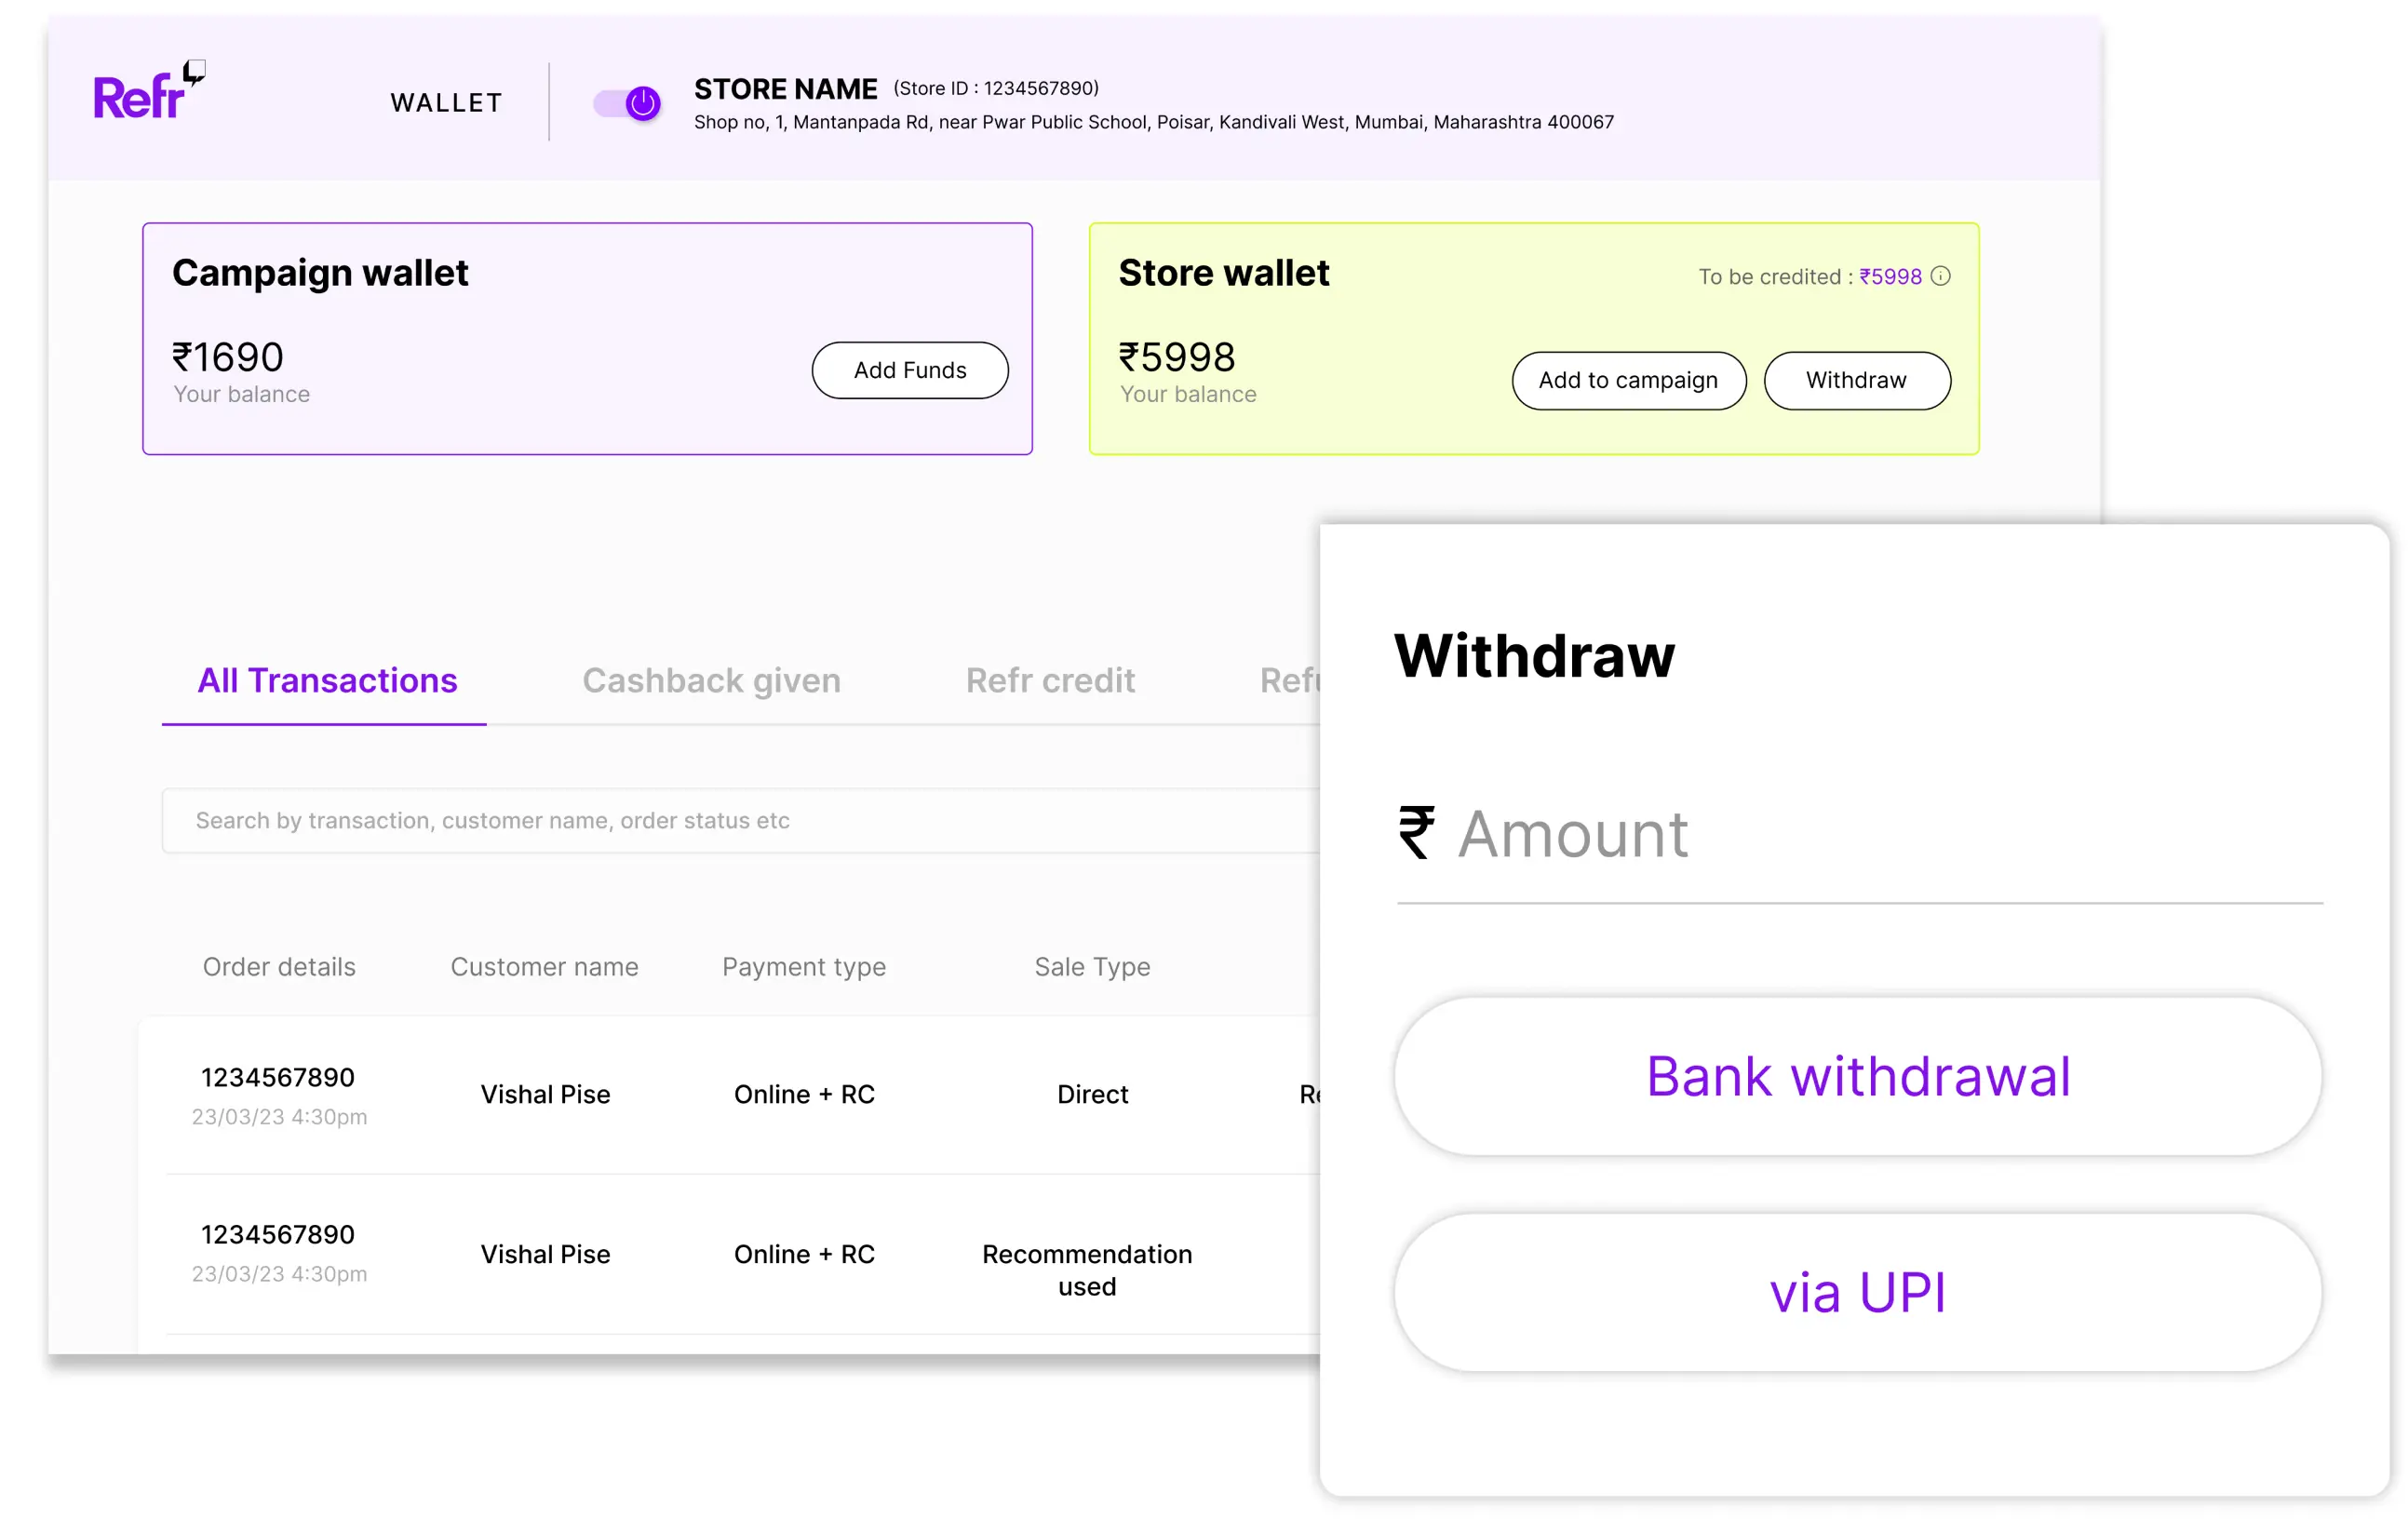 Refr
WALLET
STORE NAME (Store ID : 1234567890)
Shop no, 1, Mantanpada Rd, near Pwar Public School, Poisar, Kandivali West, Mumbai, Maharashtra 400067
Campaign wallet
₹1690
Your balance
Add Funds
Store wallet
To be credited : ₹5998
₹5998
Your balance
Add to campaign
Withdraw
All Transactions
Cashback given
Refr credit
Search by transaction, customer name, order status etc
Order details
Customer name
Payment type
Sale Type
1234567890
23/03/23 4:30pm
Vishal Pise
Online + RC
Direct
1234567890
23/03/23 4:30pm
Vishal Pise
Online + RC
Recommendation
used
Withdraw
₹ Amount
Bank withdrawal
via UPI